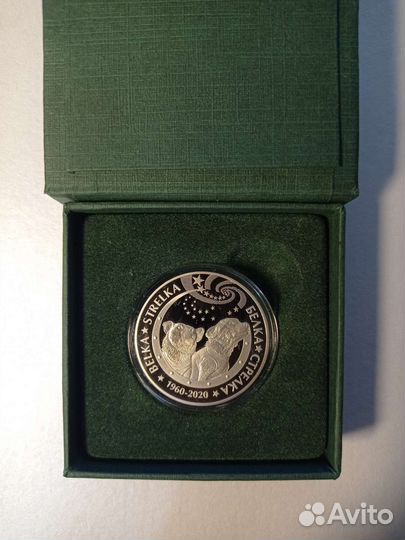 BELKA ★ STRELKA
БЕЛКА ★ СТРЕЛКА
★ 1960-2020 ★
Avito